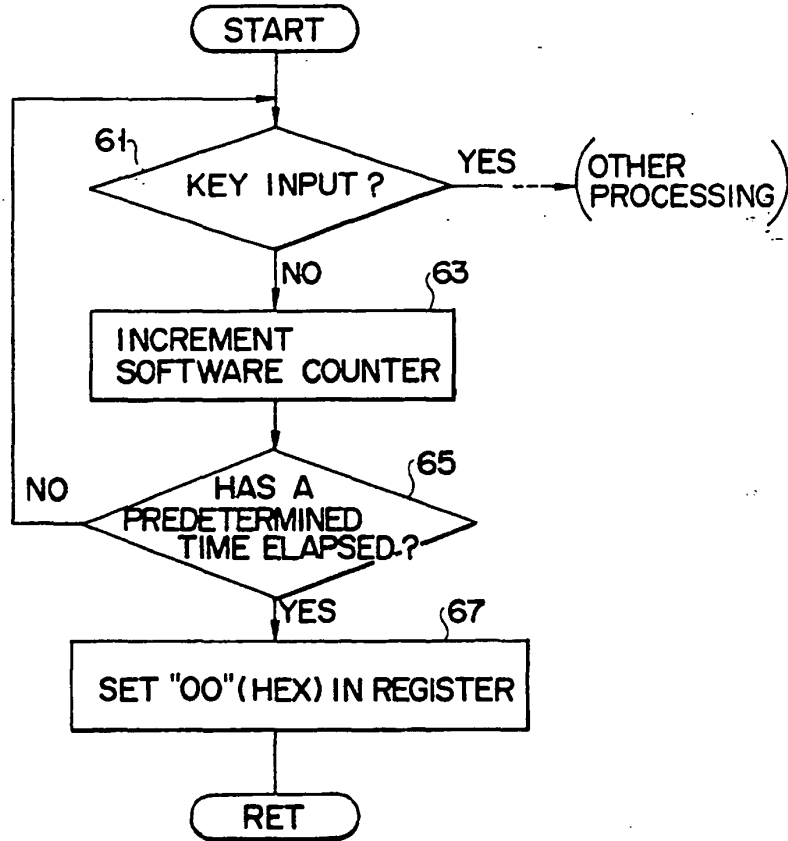 START
61
KEY INPUT?
YES
(OTHER
PROCESSING)
NO
63
INCREMENT
SOFTWARE COUNTER
65
NO
HAS A
PREDETERMINED
TIME ELAPSED?
YES
67
SET "00"(HEX) IN REGISTER
RET